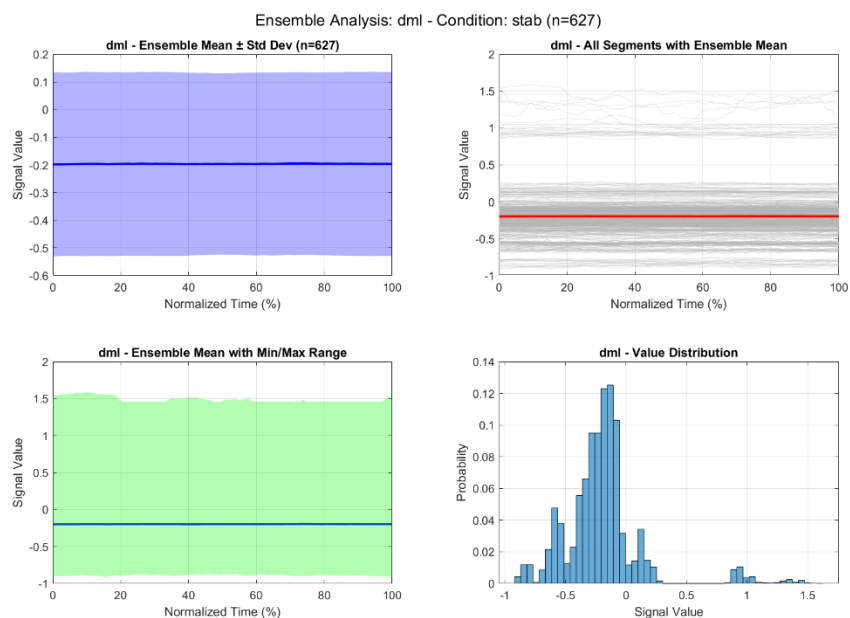 Ensemble Analysis: dml - Condition: stab (n=627)
dml - Ensemble Mean ± Std Dev (n=627)
0.2
0.1
0
-0.1
-0.2
-0.3
-0.4
-0.5
-0.6
Signal Value
0 20 40 60 80 100
Normalized Time (%)
dml - All Segments with Ensemble Mean
2
1.5
1
0.5
0
-0.5
-1
Signal Value
0 20 40 60 80 100
Normalized Time (%)
dml - Ensemble Mean with Min/Max Range
2
1.5
1
0.5
0
-0.5
-1
Signal Value
0 20 40 60 80 100
Normalized Time (%)
dml - Value Distribution
0.14
0.12
0.1
0.08
0.06
0.04
0.02
0
Probability
-1 -0.5 0 0.5 1 1.5
Signal Value